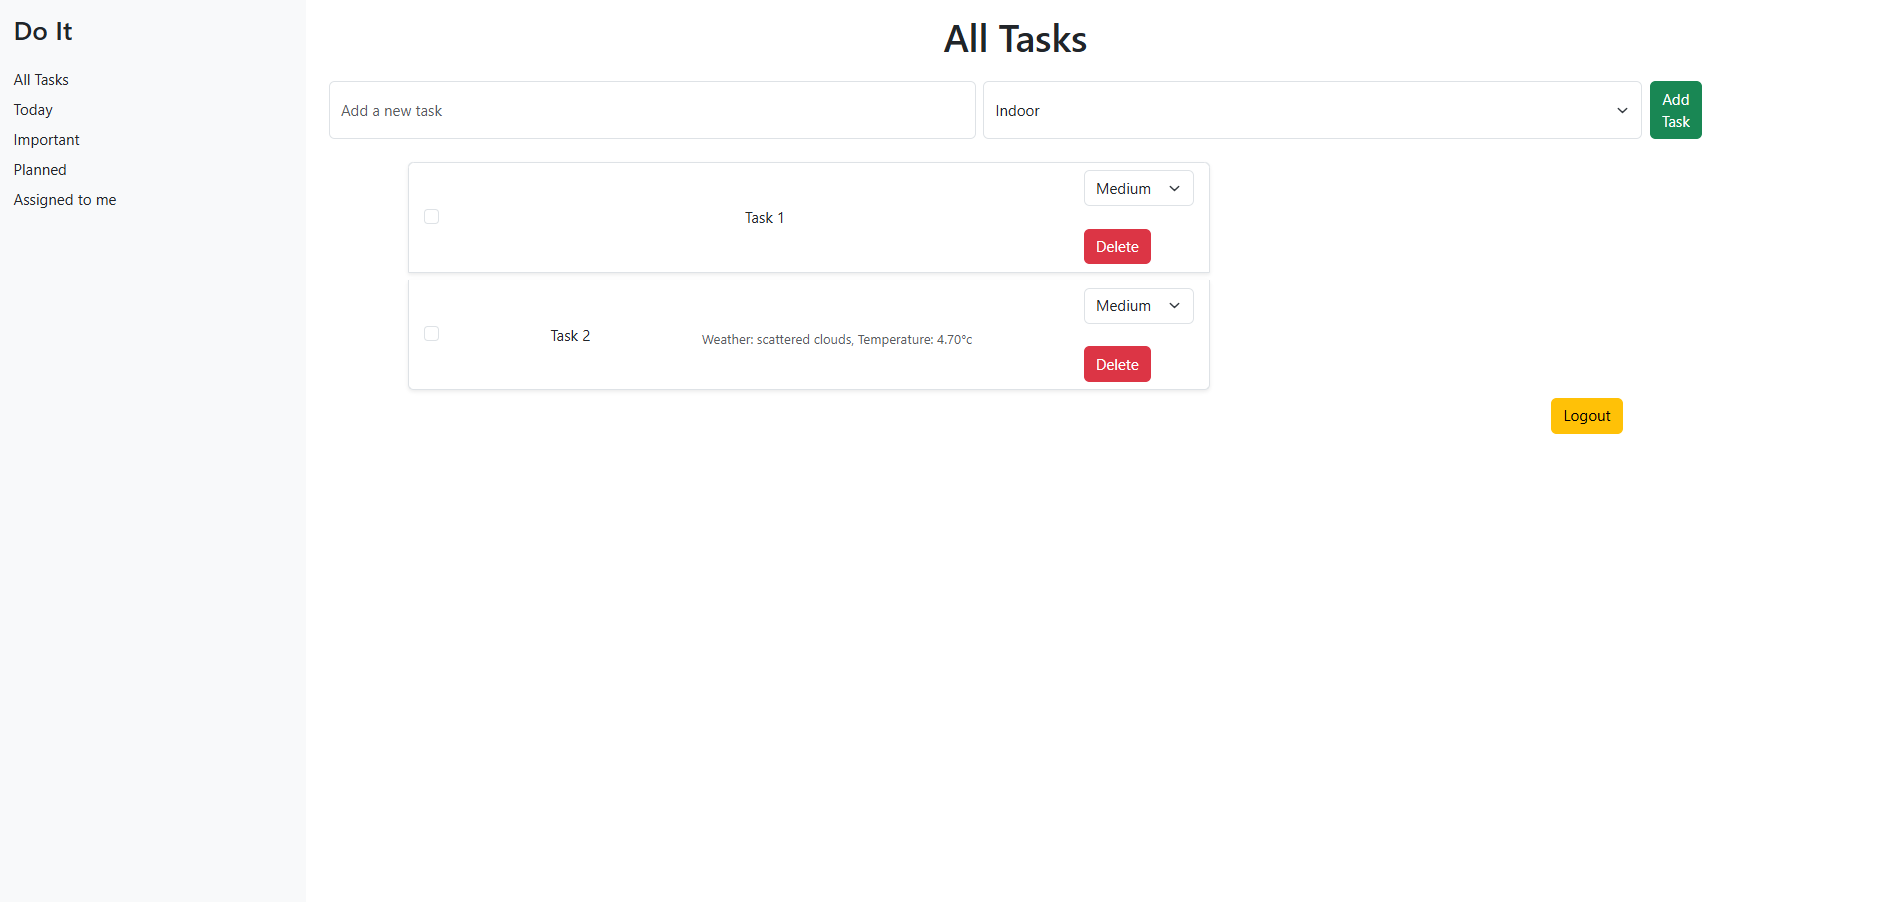 Do It
All Tasks
Today
Important
Planned
Assigned to me
All Tasks
Add a new task
Indoor
Add
Task
Task 1
Medium
Delete
Task 2
Weather: scattered clouds, Temperature: 4.70°c
Medium
Delete
Logout